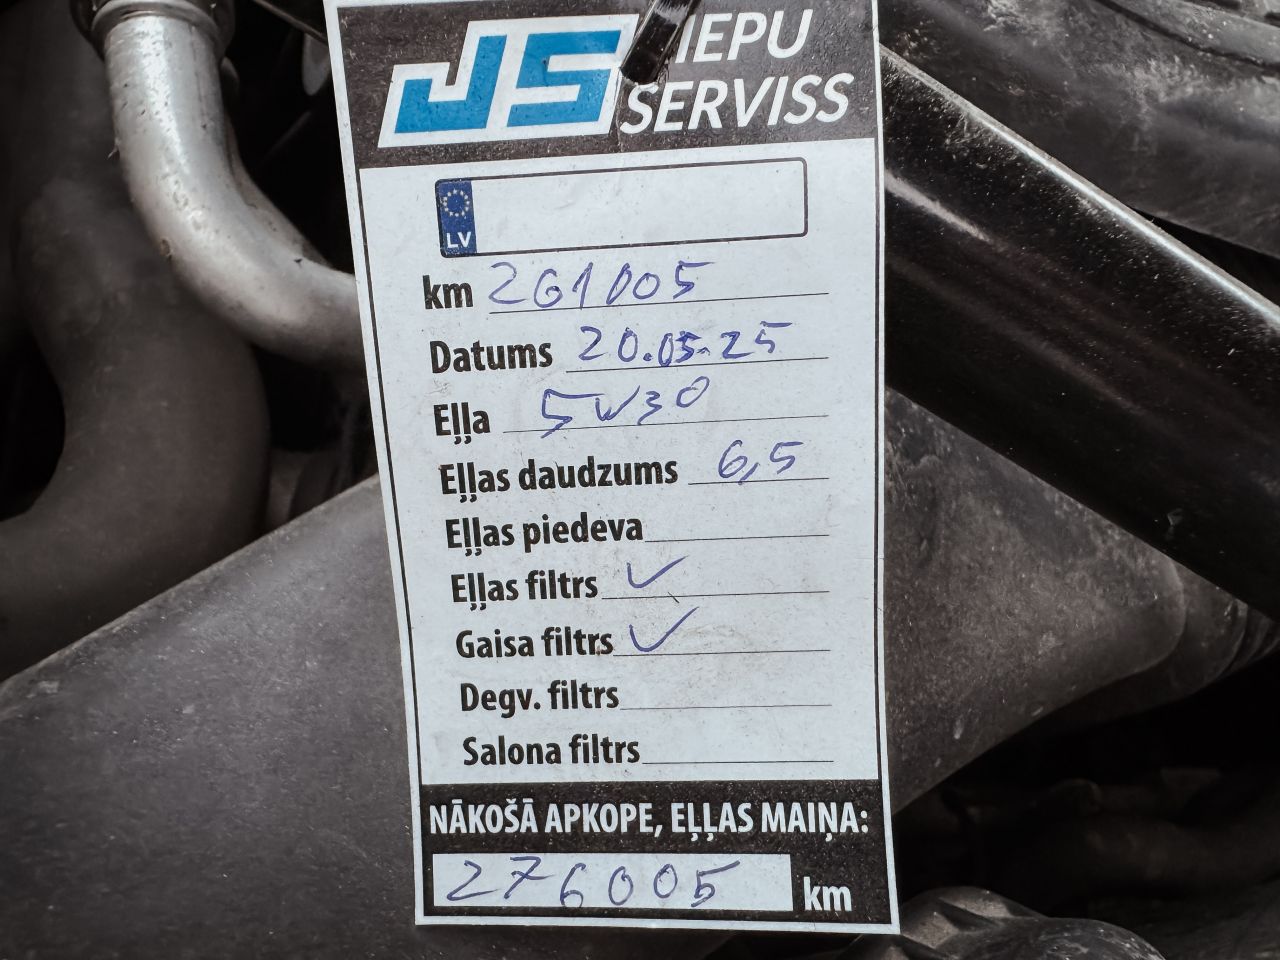 JS
RIEPU
SERVISS
LV
km 261005
Datums 20.05.25
Eļļa 5W30
Eļļas daudzums 6,5
Eļļas piedeva
Eļļas filtrs ✓
Gaisa filtrs ✓
Degv. filtrs
Salona filtrs
NĀKOŠĀ APKOPE, EĻĻAS MAIŅA:
276005 km